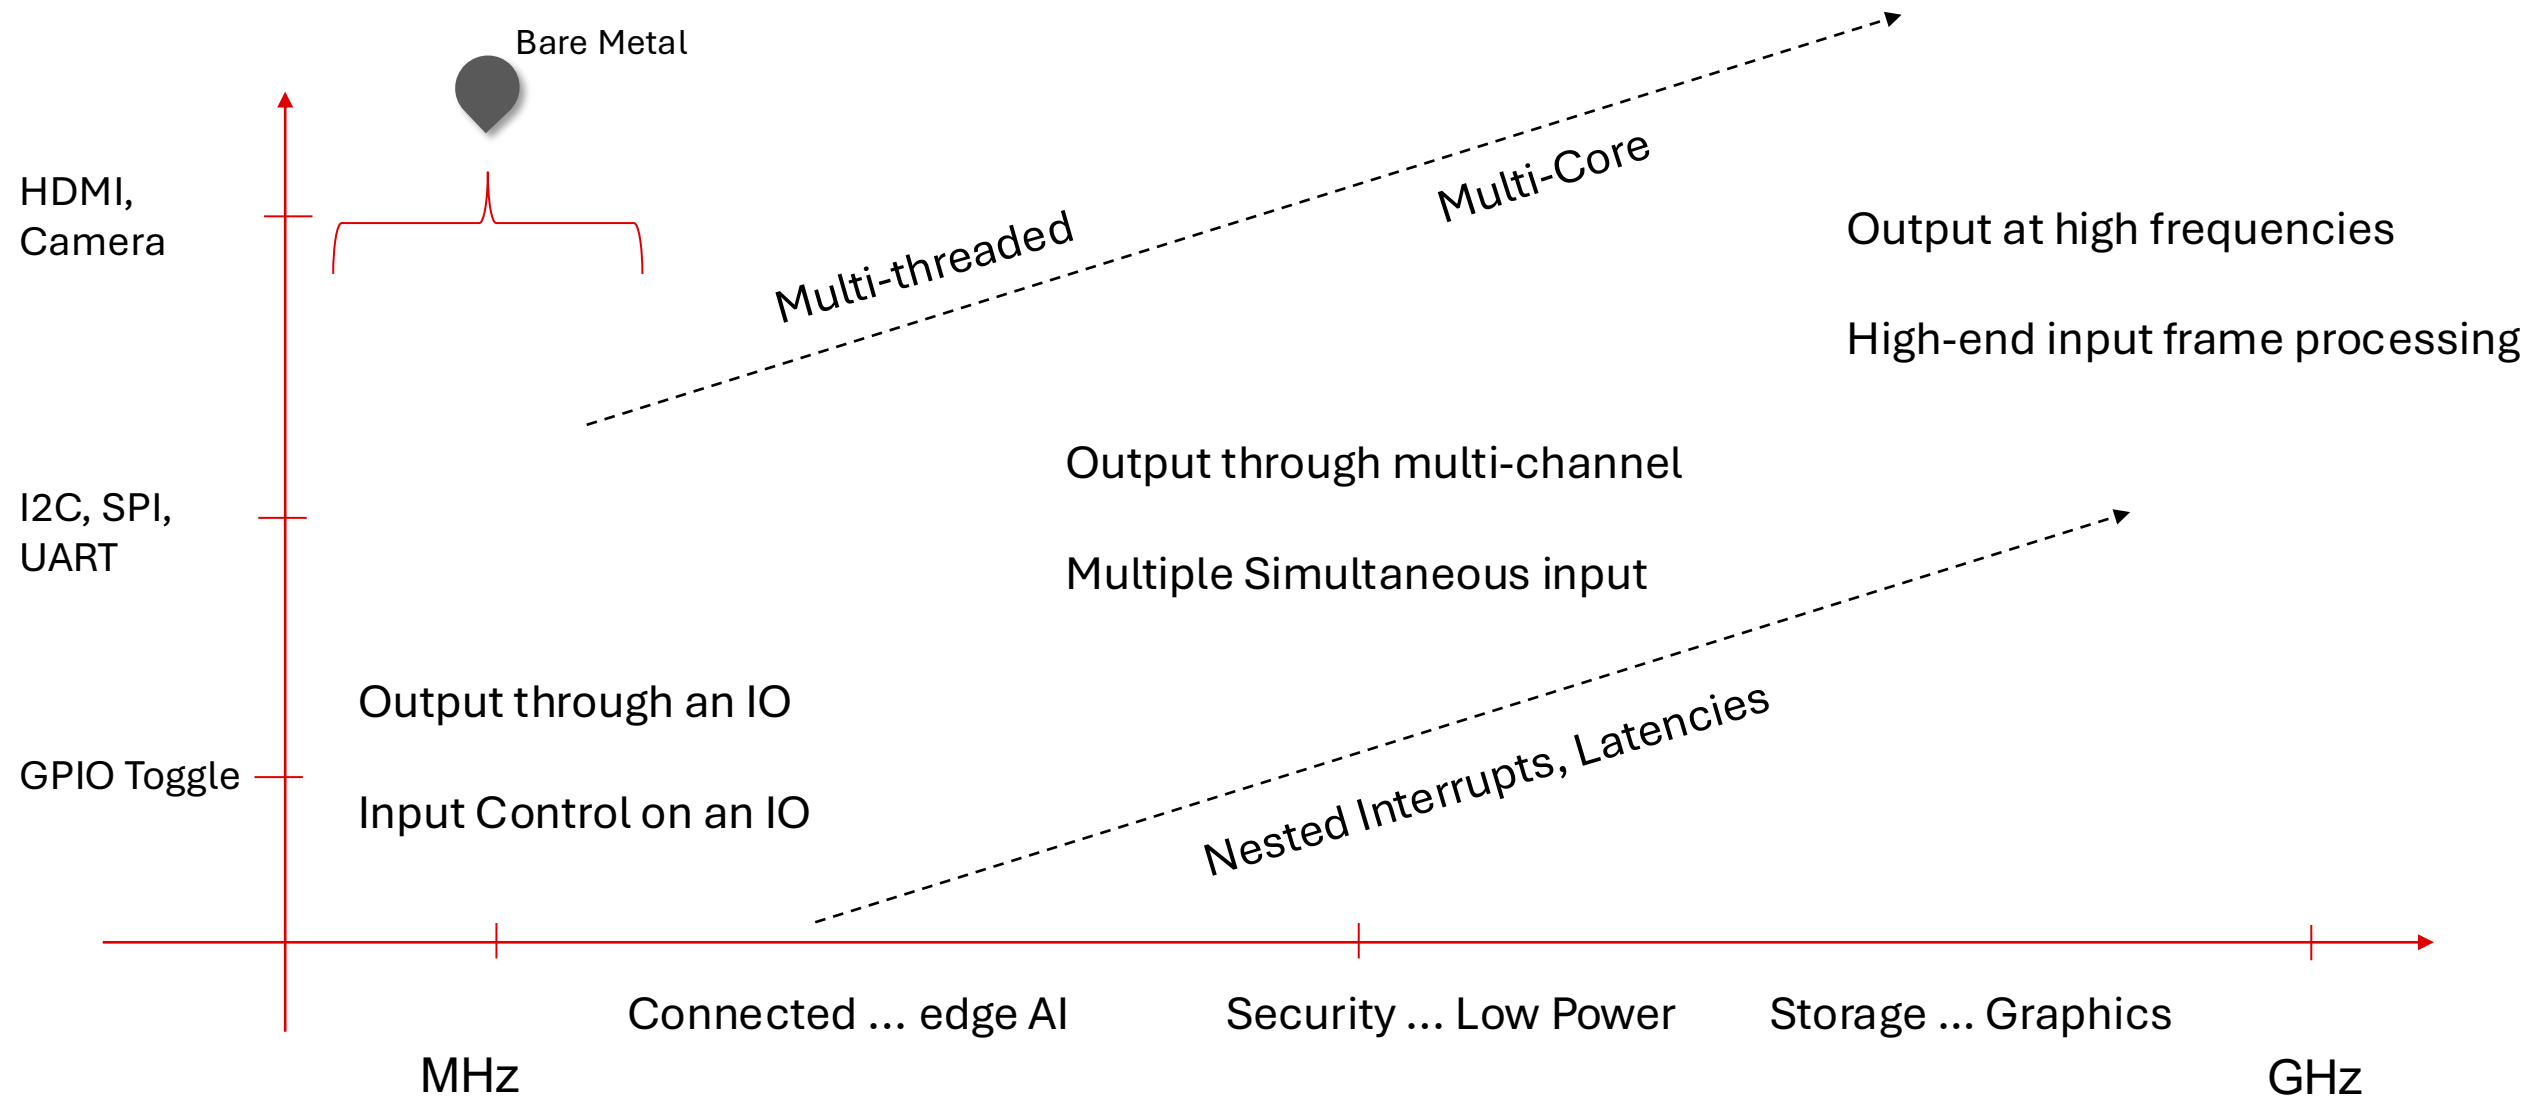 Bare Metal
HDMI,
Camera
Multi-threaded
Multi-Core
Output at high frequencies
High-end input frame processing
I2C, SPI,
UART
Output through multi-channel
Multiple Simultaneous input
Output through an IO
GPIO Toggle
Input Control on an IO
Nested Interrupts, Latencies
Connected ... edge AI
Security ... Low Power
Storage ... Graphics
MHz
GHz